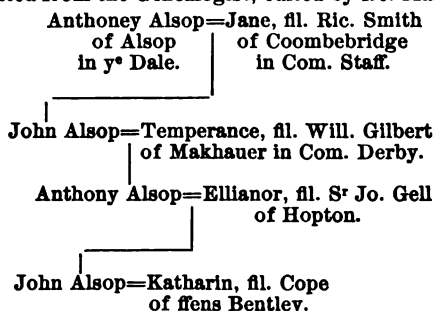 Anthoney Alsop=Jane, fil. Ric. Smith
of Alsop of Coombebridge
in yᵉ Dale. in Com. Staff.
John Alsop=Temperance, fil. Will. Gilbert
of Makhauer in Com. Derby.
Anthony Alsop=Ellianor, fil. Sʳ Jo. Gell
of Hopton.
John Alsop=Katharin, fil. Cope
of ffens Bentley.